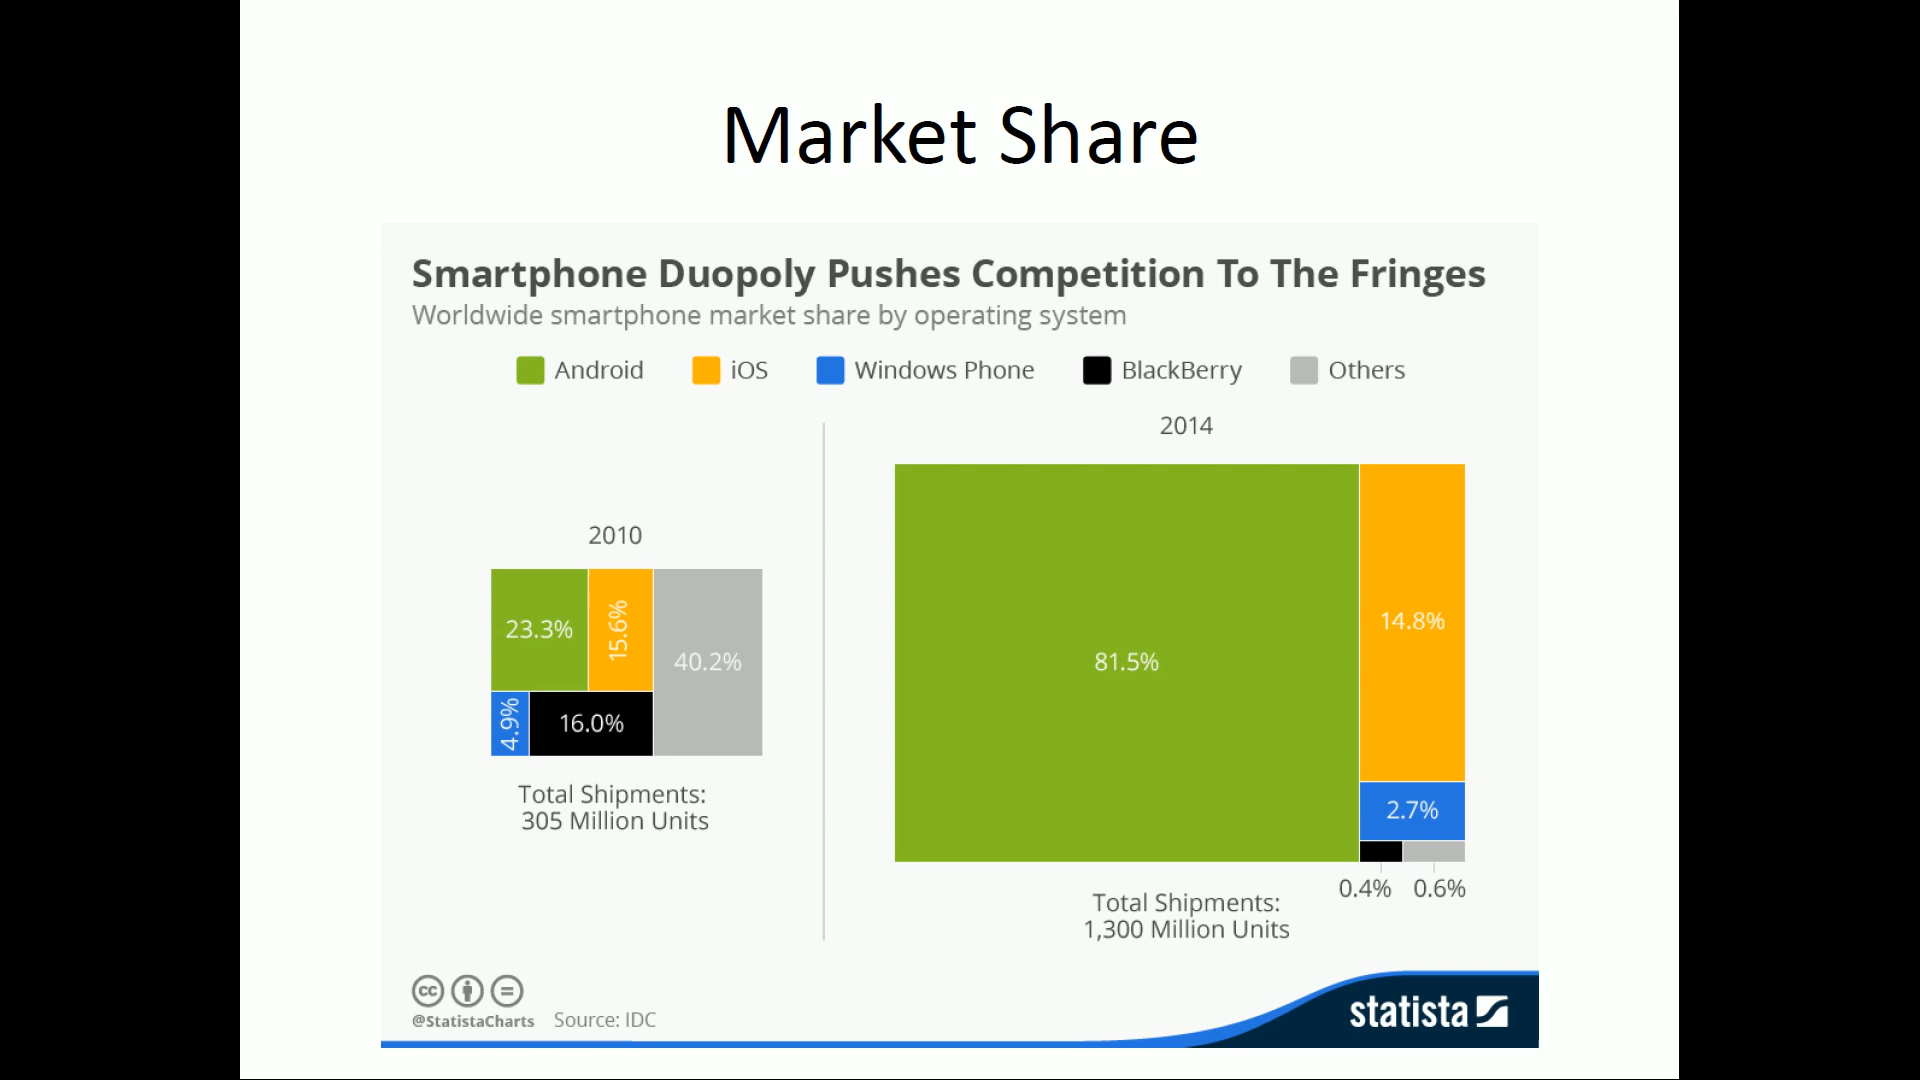 Market Share
Smartphone Duopoly Pushes Competition To The Fringes
Worldwide smartphone market share by operating system
Android iOS Windows Phone BlackBerry Others
2010
23.3%
15.6%
40.2%
4.9%
16.0%
Total Shipments:
305 Million Units
2014
81.5%
14.8%
2.7%
0.4% 0.6%
Total Shipments:
1,300 Million Units
cc
@StatistaCharts Source: IDC
statista